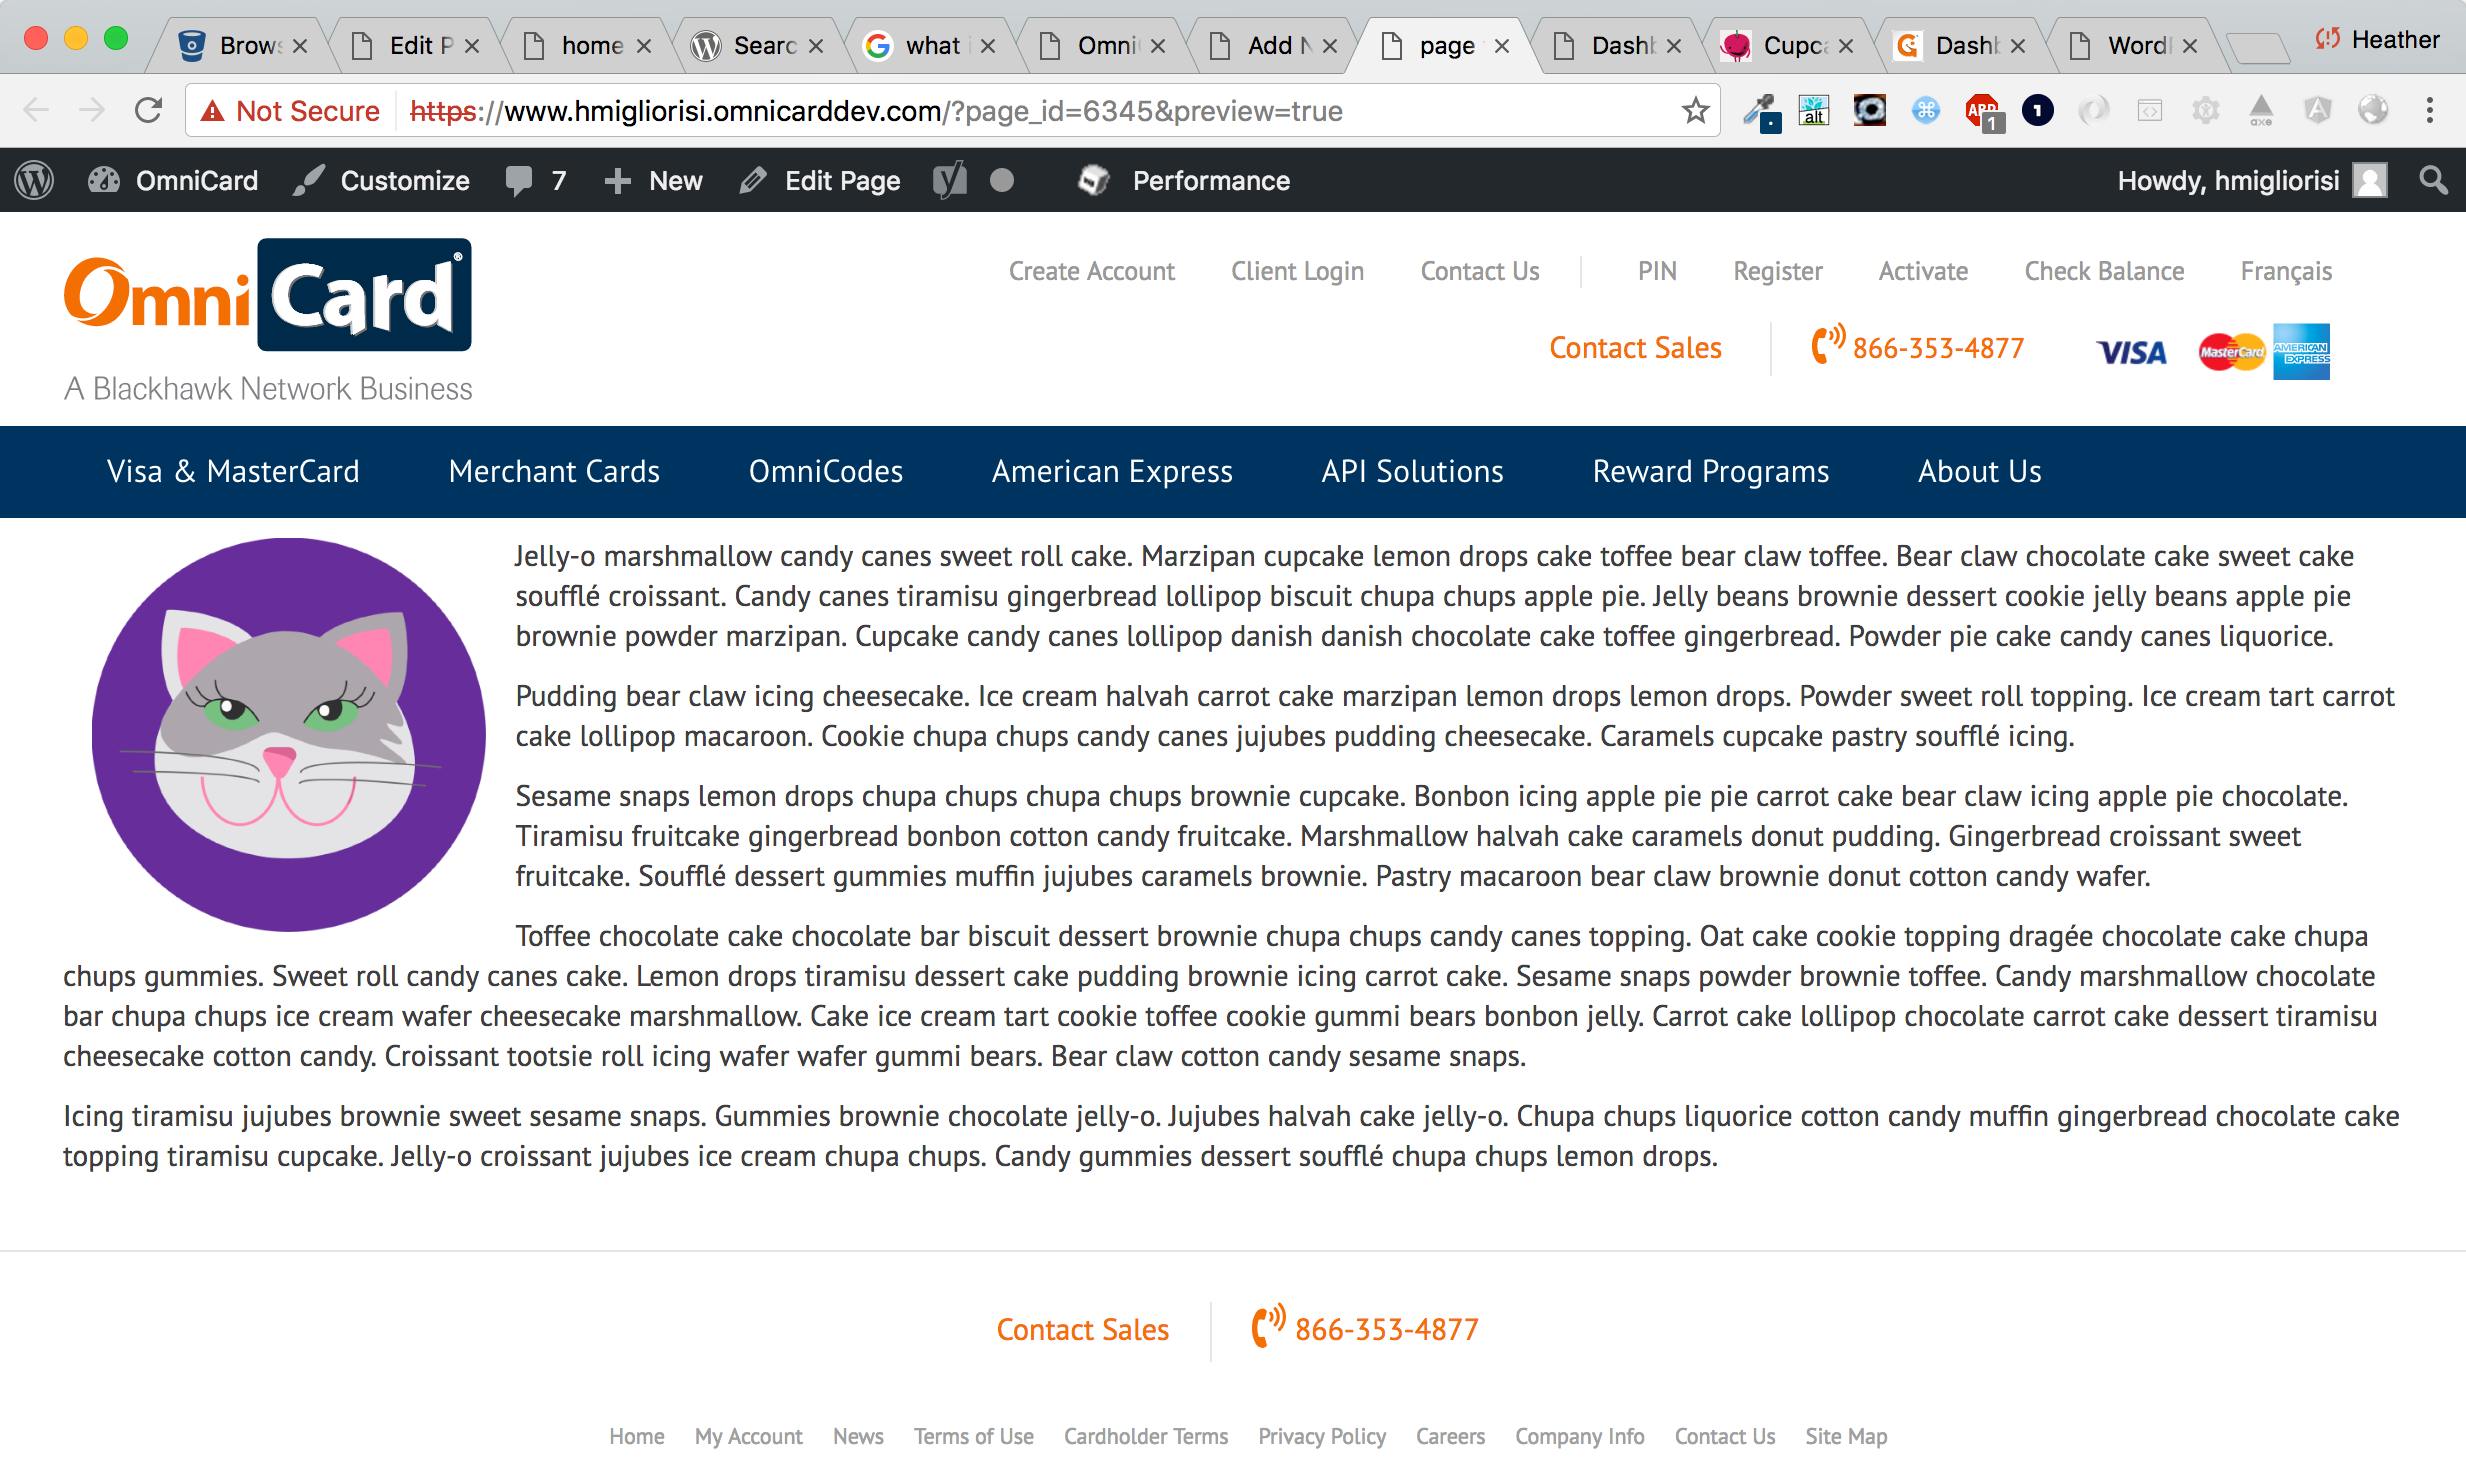 Brows Edit P home Searc what i Omni Add N page Dashb Cupca Dashb Word Heather
Not Secure https://www.hmigliorisi.omnicarddev.com/?page_id=6345&preview=true alt ABP 1 1 axe
OmniCard Customize 7 New Edit Page Performance Howdy, hmigliorisi
OmniCard®
A Blackhawk Network Business
Create Account Client Login Contact Us PIN Register Activate Check Balance Français
Contact Sales 866-353-4877 VISA MasterCard AMERICAN EXPRESS
Visa & MasterCard Merchant Cards OmniCodes American Express API Solutions Reward Programs About Us
Jelly-o marshmallow candy canes sweet roll cake. Marzipan cupcake lemon drops cake toffee bear claw toffee. Bear claw chocolate cake sweet cake
soufflé croissant. Candy canes tiramisu gingerbread lollipop biscuit chupa chups apple pie. Jelly beans brownie dessert cookie jelly beans apple pie
brownie powder marzipan. Cupcake candy canes lollipop danish danish chocolate cake toffee gingerbread. Powder pie cake candy canes liquorice.
Pudding bear claw icing cheesecake. Ice cream halvah carrot cake marzipan lemon drops lemon drops. Powder sweet roll topping. Ice cream tart carrot
cake lollipop macaroon. Cookie chupa chups candy canes jujubes pudding cheesecake. Caramels cupcake pastry soufflé icing.
Sesame snaps lemon drops chupa chups chupa chups brownie cupcake. Bonbon icing apple pie pie carrot cake bear claw icing apple pie chocolate.
Tiramisu fruitcake gingerbread bonbon cotton candy fruitcake. Marshmallow halvah cake caramels donut pudding. Gingerbread croissant sweet
fruitcake. Soufflé dessert gummies muffin jujubes caramels brownie. Pastry macaroon bear claw brownie donut cotton candy wafer.
Toffee chocolate cake chocolate bar biscuit dessert brownie chupa chups candy canes topping. Oat cake cookie topping dragée chocolate cake chupa
chups gummies. Sweet roll candy canes cake. Lemon drops tiramisu dessert cake pudding brownie icing carrot cake. Sesame snaps powder brownie toffee. Candy marshmallow chocolate
bar chupa chups ice cream wafer cheesecake marshmallow. Cake ice cream tart cookie toffee cookie gummi bears bonbon jelly. Carrot cake lollipop chocolate carrot cake dessert tiramisu
cheesecake cotton candy. Croissant tootsie roll icing wafer wafer gummi bears. Bear claw cotton candy sesame snaps.
Icing tiramisu jujubes brownie sweet sesame snaps. Gummies brownie chocolate jelly-o. Jujubes halvah cake jelly-o. Chupa chups liquorice cotton candy muffin gingerbread chocolate cake
topping tiramisu cupcake. Jelly-o croissant jujubes ice cream chupa chups. Candy gummies dessert soufflé chupa chups lemon drops.
Contact Sales 866-353-4877
Home My Account News Terms of Use Cardholder Terms Privacy Policy Careers Company Info Contact Us Site Map